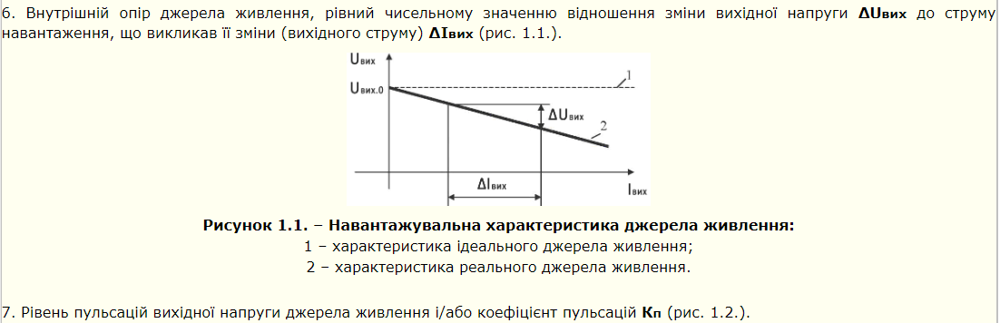 6. Внутрішній опір джерела живлення, рівний чисельному значенню відношення зміни вихідної напруги ΔUвих до струму
навантаження, що викликав її зміни (вихідного струму) ΔIвих (рис. 1.1.).
Uвих
1
Uвих.0
ΔUвих
2
ΔIвих
Iвих
Рисунок 1.1. – Навантажувальна характеристика джерела живлення:
1 – характеристика ідеального джерела живлення;
2 – характеристика реального джерела живлення.
7. Рівень пульсацій вихідної напруги джерела живлення і/або коефіцієнт пульсацій Кп (рис. 1.2.).